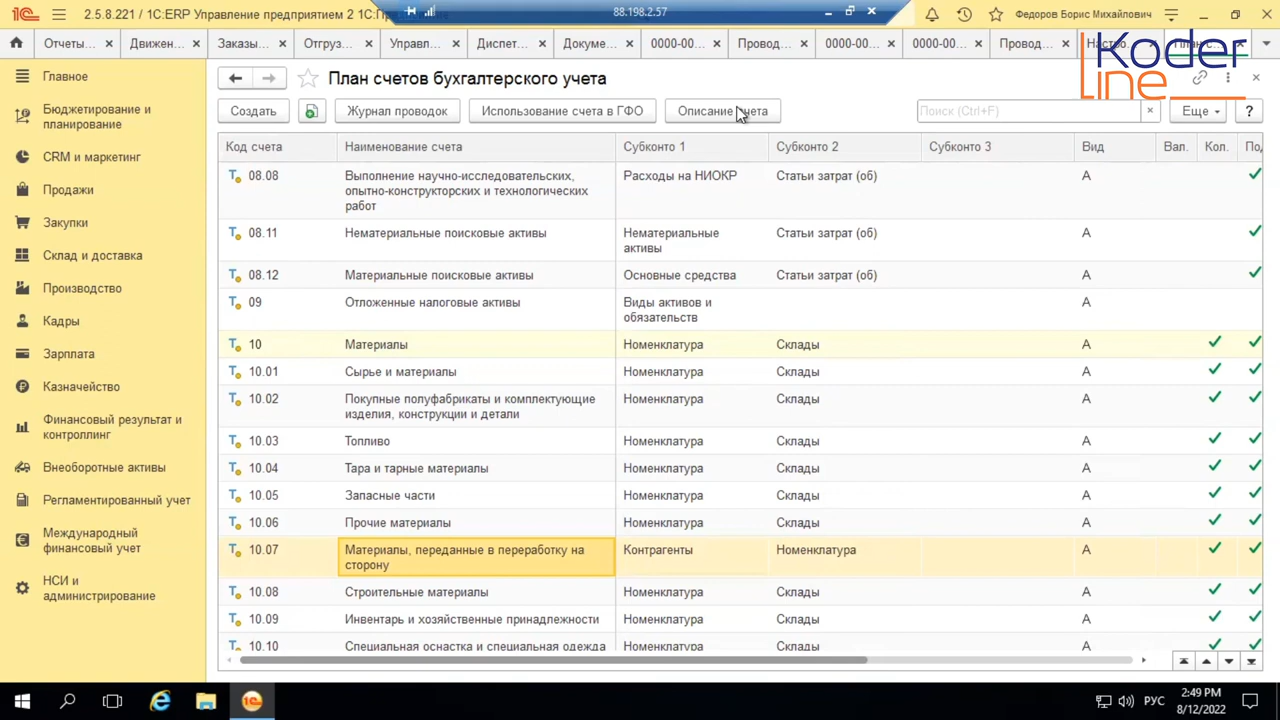 2.5.8.221 / 1С:ERP Управление предприятием 2 1С:П
88.198.2.57
Федоров Борис Михайлович
Отчеты...
Движен...
Заказы...
Отгруз...
Управл...
Диспет...
Докуме...
0000-00...
Провод...
0000-00...
0000-00...
Провод...
Настро...
План с
Koder
line
Главное
Бюджетирование и
планирование
CRM и маркетинг
Продажи
Закупки
Склад и доставка
Производство
Кадры
Зарплата
Казначейство
Финансовый результат и
контроллинг
Внеоборотные активы
Регламентированный учет
Международный
финансовый учет
НСИ и
администрирование
План счетов бухгалтерского учета
Создать
Журнал проводок
Использование счета в ГФО
Описание счета
Поиск (Ctrl+F)
Еще
?
Код счета Наименование счета Субконто 1 Субконто 2 Субконто 3 Вид Вал. Кол. Под
08.08 Выполнение научно-исследовательских, Расходы на НИОКР Статьи затрат (об) А
опытно-конструкторских и технологических
работ
08.11 Нематериальные поисковые активы Нематериальные Статьи затрат (об) А
активы
08.12 Материальные поисковые активы Основные средства Статьи затрат (об) А
09 Отложенные налоговые активы Виды активов и А
обязательств
10 Материалы Номенклатура Склады А
10.01 Сырье и материалы Номенклатура Склады А
10.02 Покупные полуфабрикаты и комплектующие Номенклатура Склады А
изделия, конструкции и детали
10.03 Топливо Номенклатура Склады А
10.04 Тара и тарные материалы Номенклатура Склады А
10.05 Запасные части Номенклатура Склады А
10.06 Прочие материалы Номенклатура Склады А
10.07 Материалы, переданные в переработку на Контрагенты Номенклатура А
сторону
10.08 Строительные материалы Номенклатура Склады А
10.09 Инвентарь и хозяйственные принадлежности Номенклатура Склады А
10.10 Специальная оснастка и специальная одежда Номенклатура Склады А
РУС
2:49 PM
8/12/2022